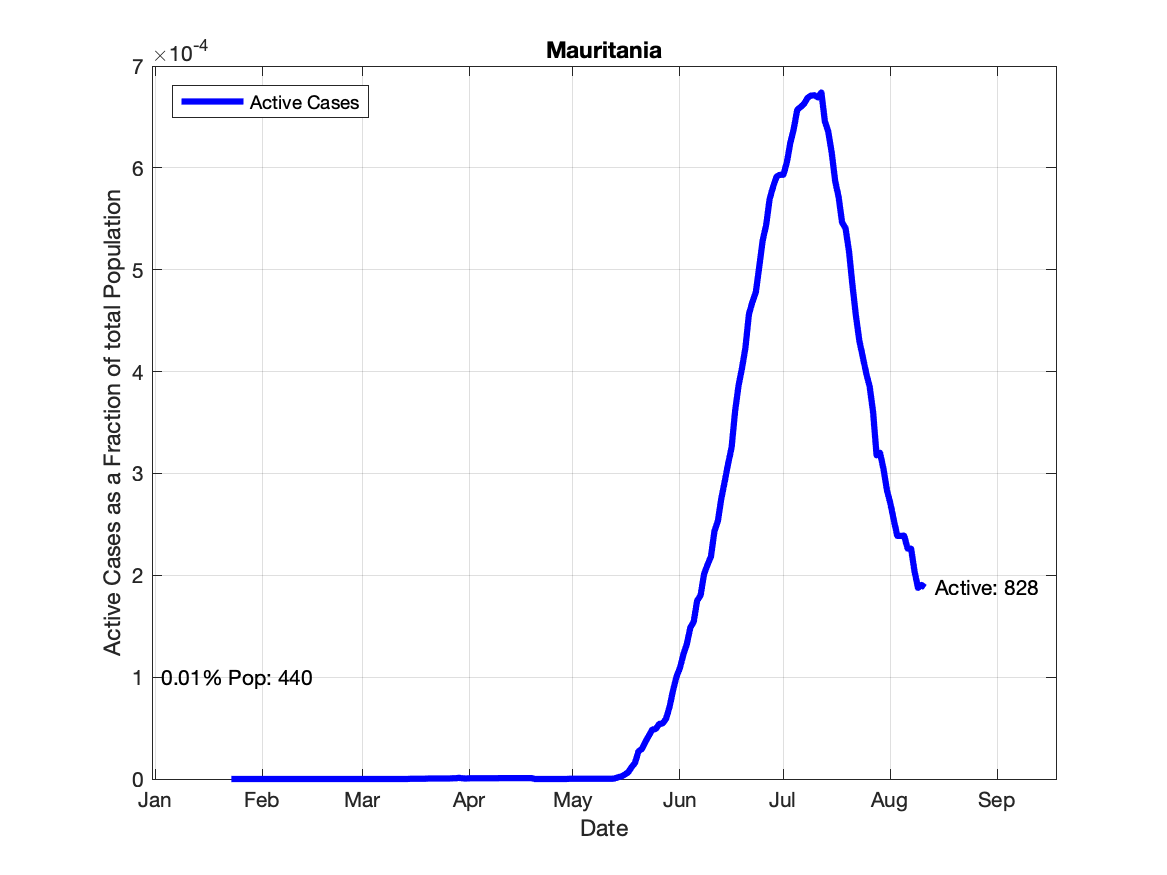 Mauritania
×10⁻⁴
Active Cases
7
6
5
4
3
2
1
0
Active Cases as a Fraction of total Population
0.01% Pop: 440
Active: 828
Jan Feb Mar Apr May Jun Jul Aug Sep
Date